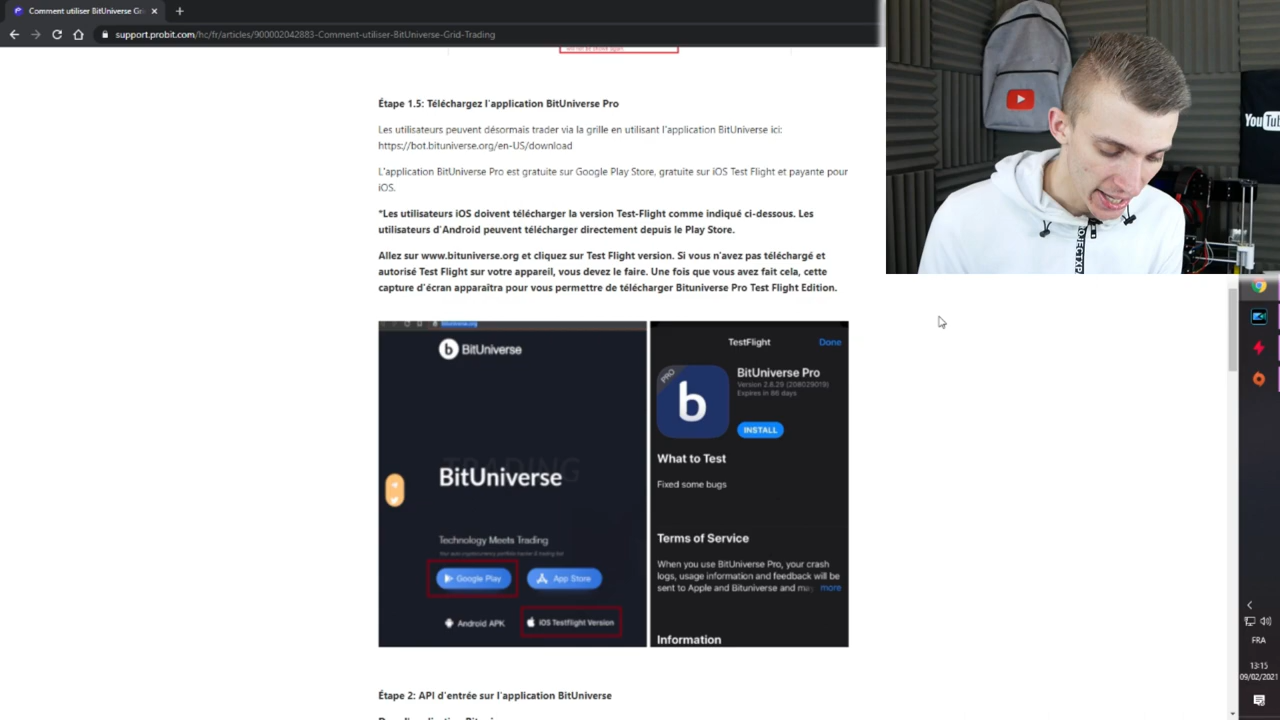 Comment utiliser BitUniverse Grid
support.probit.com/hc/fr/articles/900002042883-Comment-utiliser-BitUniverse-Grid-Trading
Étape 1.5: Téléchargez l'application BitUniverse Pro
Les utilisateurs peuvent désormais trader via la grille en utilisant l'application BitUniverse ici:
https://bot.bituniverse.org/en-US/download
L'application BitUniverse Pro est gratuite sur Google Play Store, gratuite sur iOS Test Flight et payante pour
iOS.
*Les utilisateurs iOS doivent télécharger la version Test-Flight comme indiqué ci-dessous. Les
utilisateurs d'Android peuvent télécharger directement depuis le Play Store.
Allez sur www.bituniverse.org et cliquez sur Test Flight version. Si vous n'avez pas téléchargé et
autorisé Test Flight sur votre appareil, vous devez le faire. Une fois que vous avez fait cela, cette
capture d'écran apparaîtra pour vous permettre de télécharger Bituniverse Pro Test Flight Edition.
bituniverse.org
BitUniverse
TRADING
BitUniverse
Technology Meets Trading
Google Play
App Store
Android APK
iOS Testflight Version
TestFlight
Done
PRO
b
BitUniverse Pro
Version 2.8.29 (208029019)
Expires in 86 days
INSTALL
What to Test
Fixed some bugs
Terms of Service
When you use BitUniverse Pro, your crash
logs, usage information and feedback will be
sent to Apple and Bituniverse and may more
Information
Étape 2: API d'entrée sur l'application BitUniverse
YouTu
FRA
13:15
09/02/2021